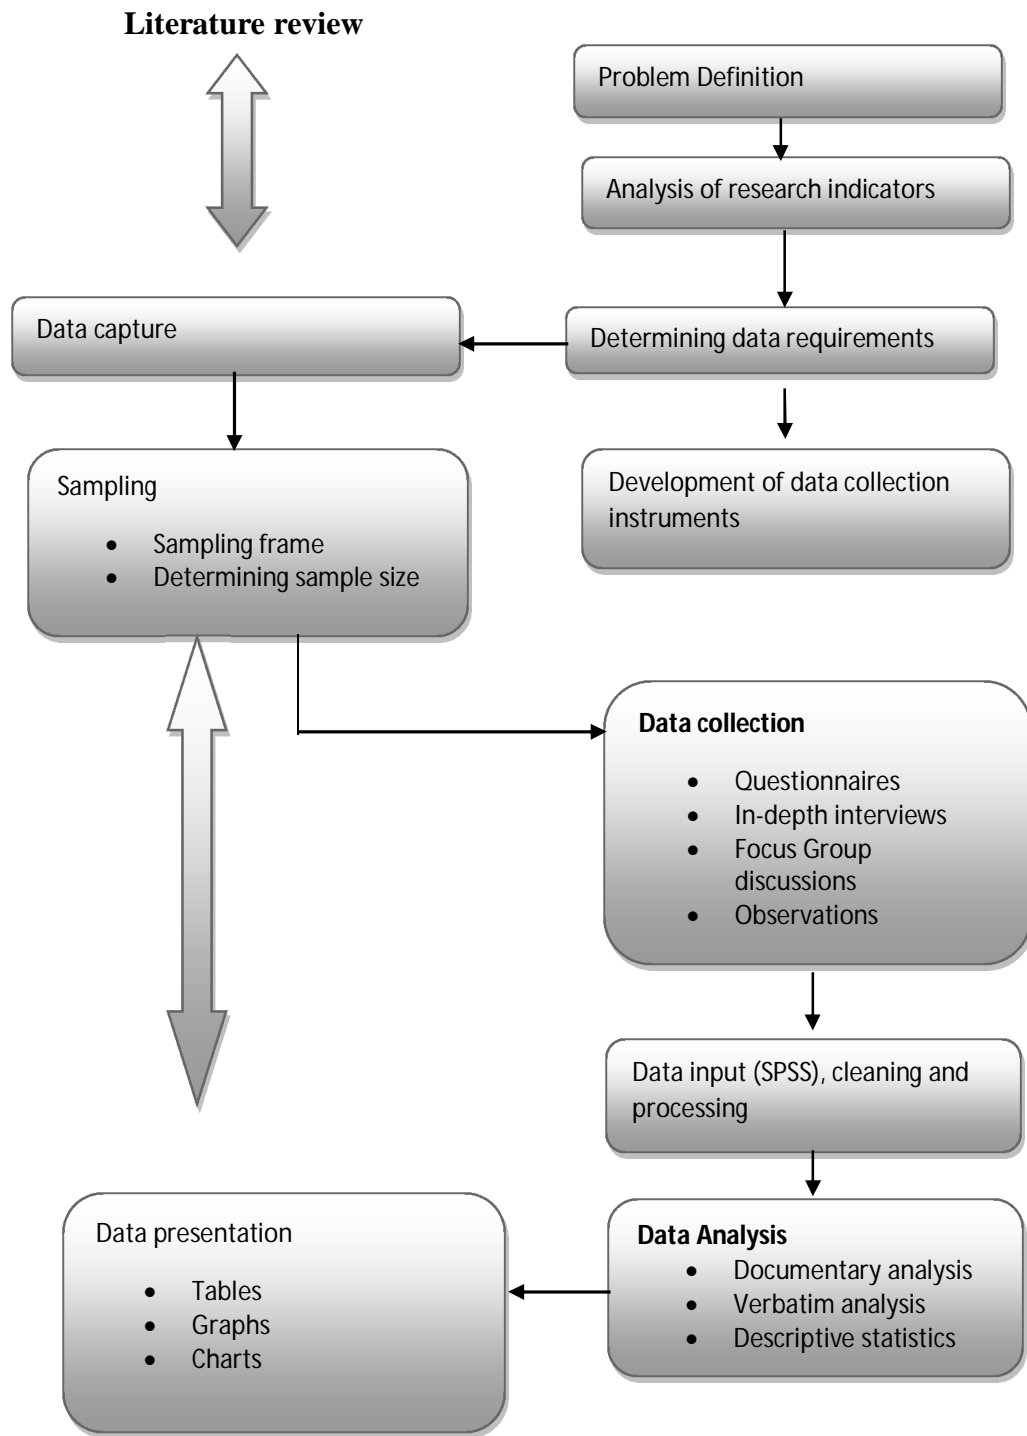 Literature review
Problem Definition
Analysis of research indicators
Data capture
Determining data requirements
Sampling
• Sampling frame
• Determining sample size
Development of data collection
instruments
Data collection
• Questionnaires
• In-depth interviews
• Focus Group
discussions
• Observations
Data input (SPSS), cleaning and
processing
Data presentation
• Tables
• Graphs
• Charts
Data Analysis
• Documentary analysis
• Verbatim analysis
• Descriptive statistics